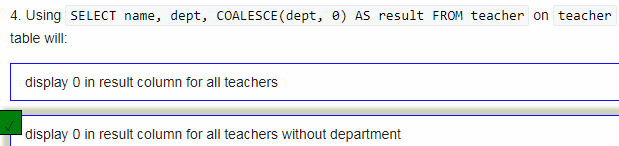 4. Using SELECT name, dept, COALESCE(dept, 0) AS result FROM teacher on teacher
table will:
display 0 in result column for all teachers
display 0 in result column for all teachers without department